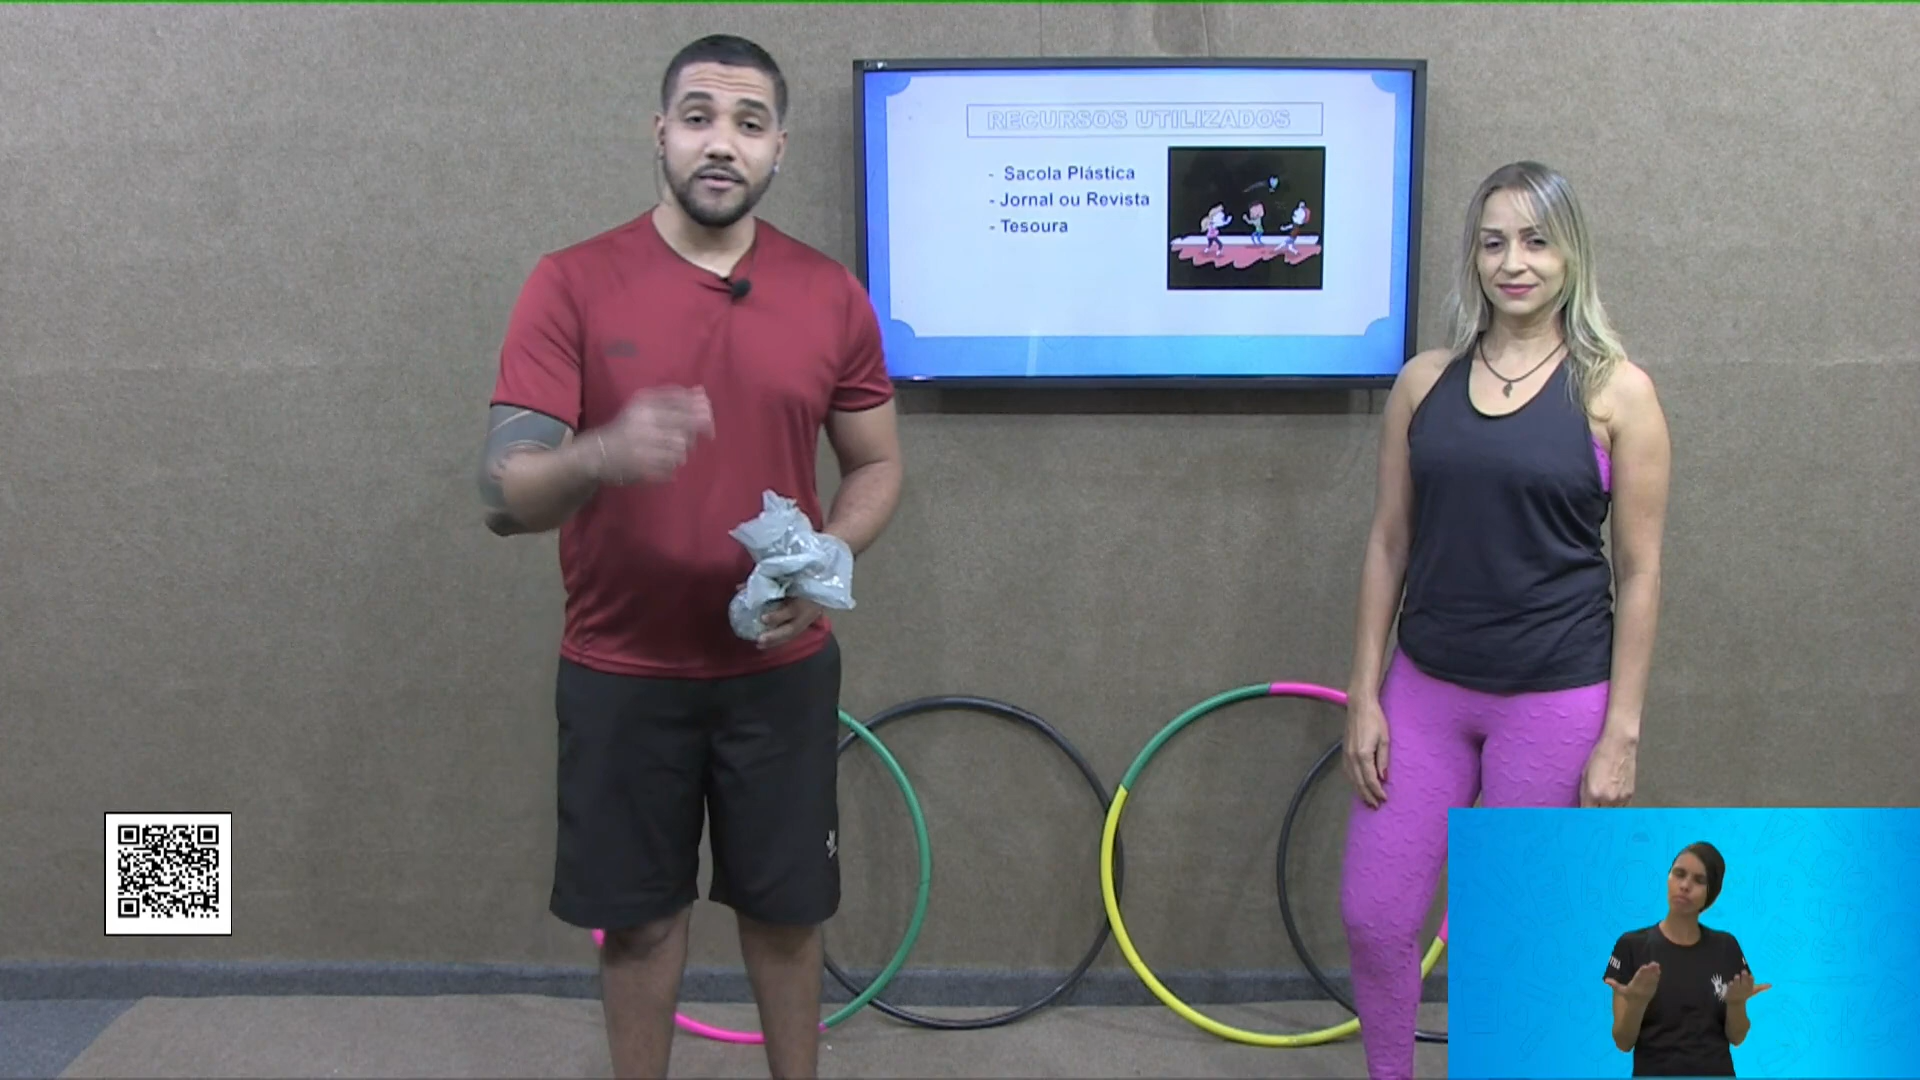 RECURSOS UTILIZADOS
- Sacola Plástica
- Jornal ou Revista
- Tesoura